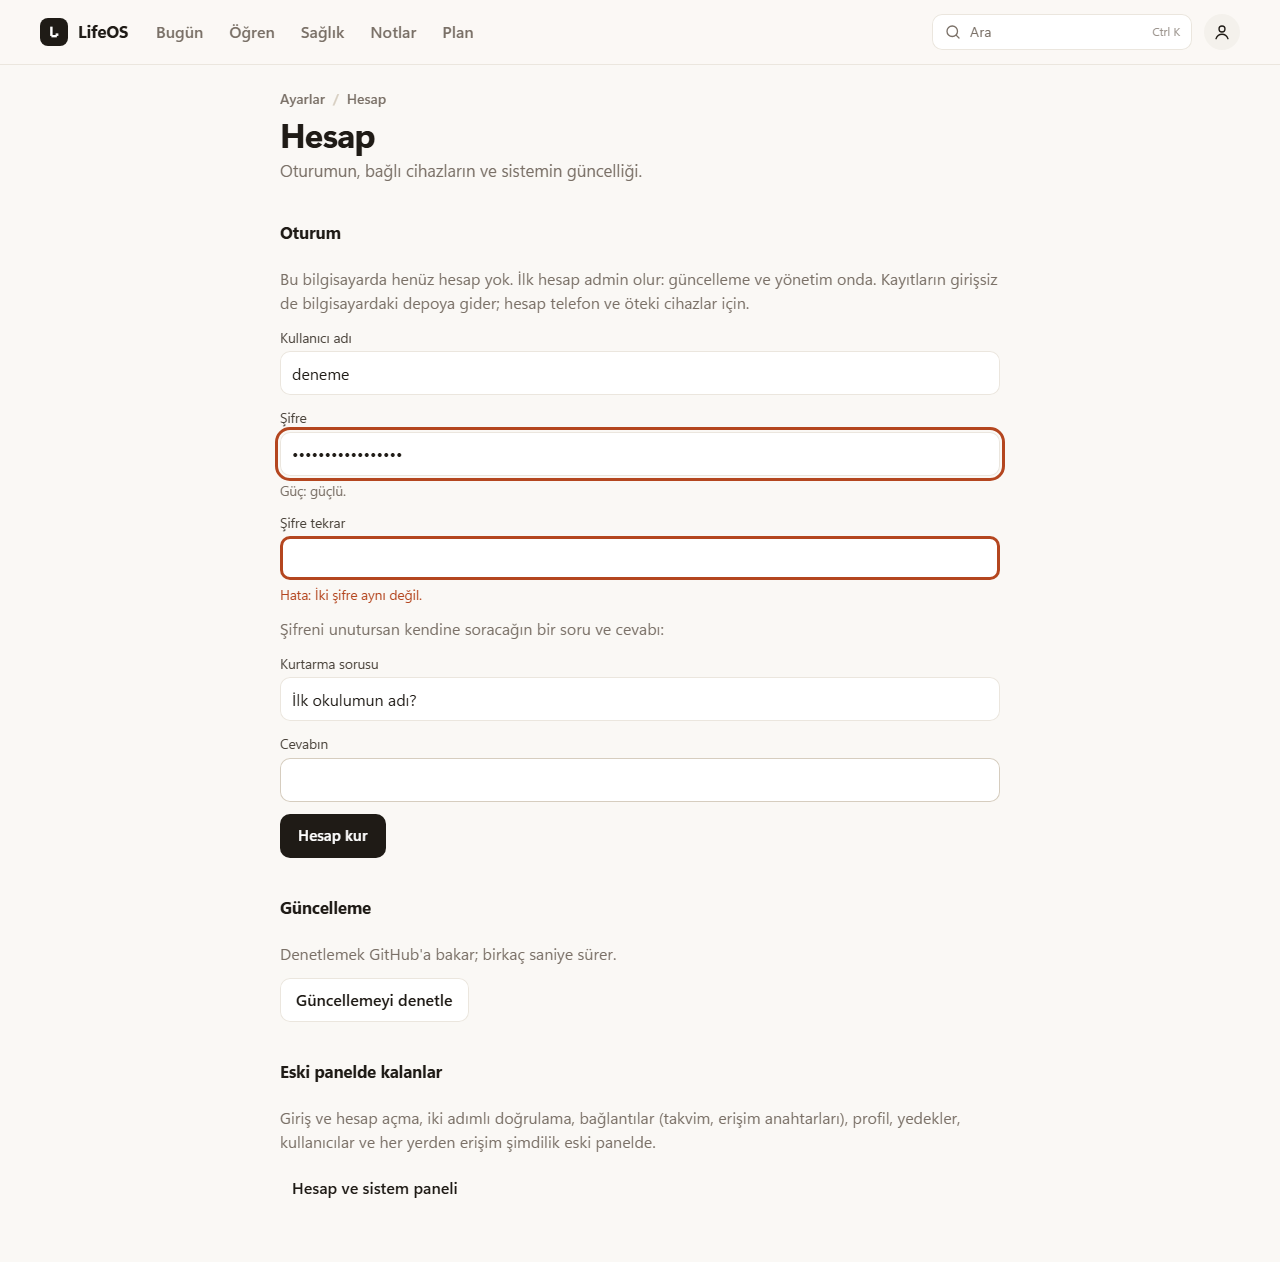 LifeOS
Bugün
Öğren
Sağlık
Notlar
Plan
Ara
Ctrl K
Ayarlar / Hesap
Hesap
Oturumun, bağlı cihazların ve sistemin güncelliği.
Oturum
Bu bilgisayarda henüz hesap yok. İlk hesap admin olur: güncelleme ve yönetim onda. Kayıtların girişsiz
de bilgisayardaki depoya gider; hesap telefon ve öteki cihazlar için.
Kullanıcı adı
deneme
Şifre
•••••••••••••••••
Güç: güçlü.
Şifre tekrar
Hata: İki şifre aynı değil.
Şifreni unutursan kendine soracağın bir soru ve cevabı:
Kurtarma sorusu
İlk okulumun adı?
Cevabın
Hesap kur
Güncelleme
Denetlemek GitHub'a bakar; birkaç saniye sürer.
Güncellemeyi denetle
Eski panelde kalanlar
Giriş ve hesap açma, iki adımlı doğrulama, bağlantılar (takvim, erişim anahtarları), profil, yedekler,
kullanıcılar ve her yerden erişim şimdilik eski panelde.
Hesap ve sistem paneli